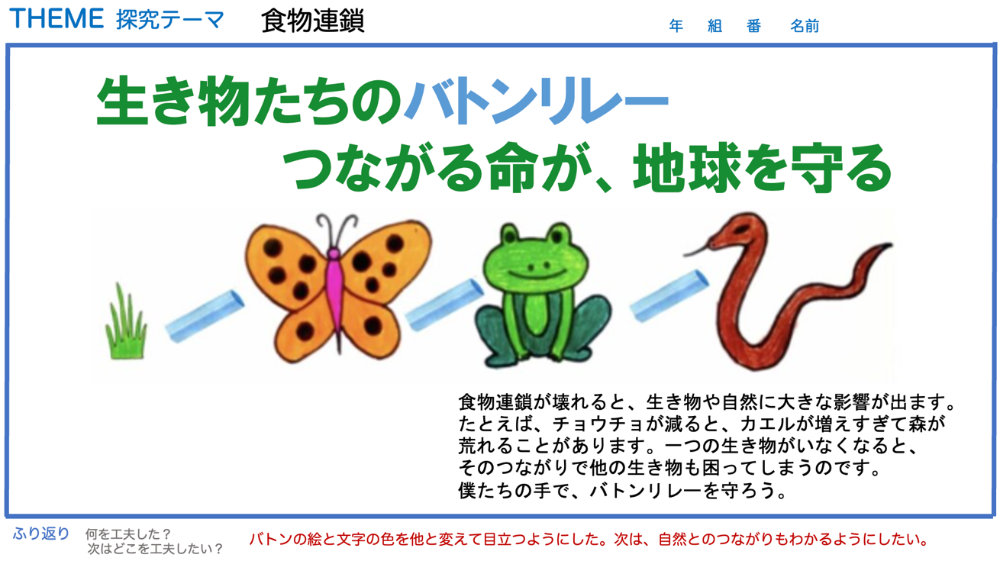 THEME 探究テーマ 食物連鎖
年 組 番 名前
生き物たちのバトンリレー
つながる命が、地球を守る
食物連鎖が壊れると、生き物や自然に大きな影響が出ます。
たとえば、チョウチョが減ると、カエルが増えすぎて森が
荒れることがあります。一つの生き物がいなくなると、
そのつながりで他の生き物も困ってしまうのです。
僕たちの手で、バトンリレーを守ろう。
ふり返り 何を工夫した？
次はどこを工夫したい？
バトンの絵と文字の色を他と変えて目立つようにした。次は、自然とのつながりもわかるようにしたい。